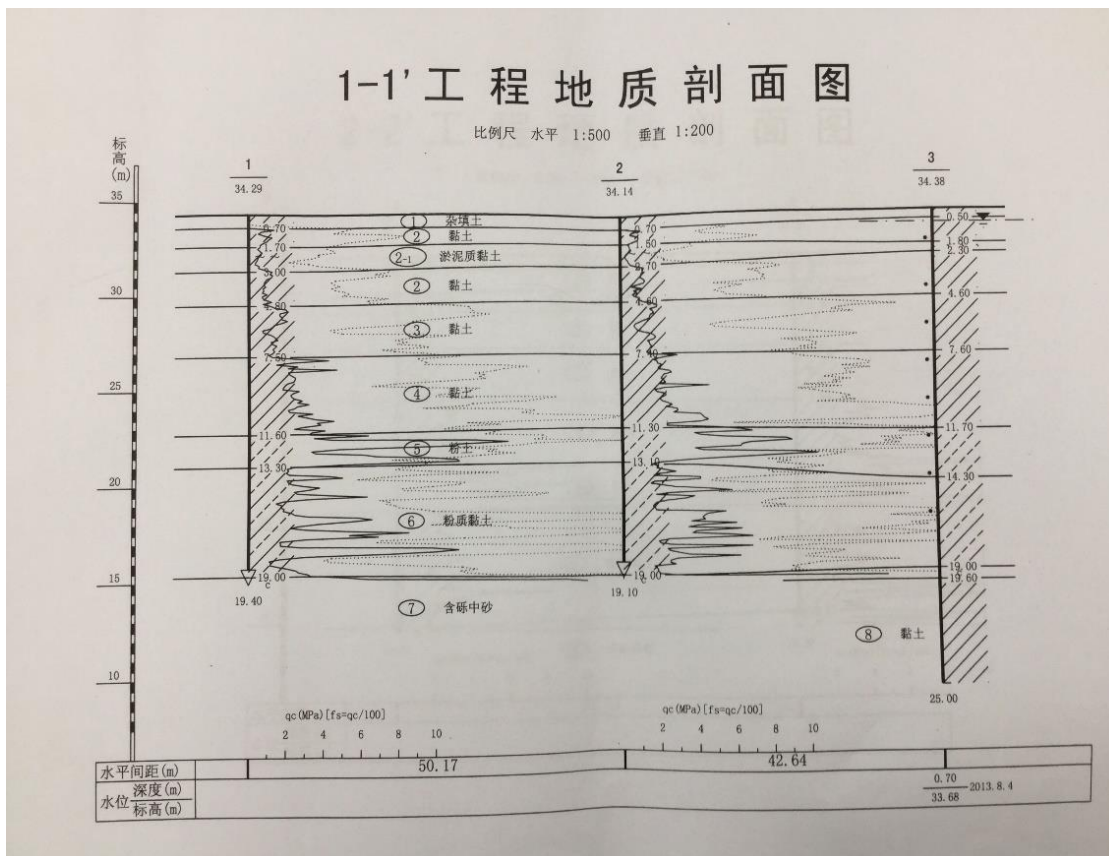 1-1'工程地质剖面图
比例尺 水平 1:500 垂直 1:200
标高(m)
35
30
25
20
15
10
1
34.29
2
34.14
3
34.38
① 杂填土
② 黏土
②-1 淤泥质黏土
② 黏土
③ 黏土
④ 黏土
⑤ 粉土
⑥ 粉质黏土
⑦ 含砾中砂
⑧ 黏土
0.70
1.70
3.00
4.80
7.50
11.60
13.30
19.00
c
19.40
0.70
1.50
2.70
4.60
7.40
11.30
13.10
19.00
c
19.10
0.50
1.80
2.30
4.60
7.60
11.70
14.30
19.00
19.60
25.00
qc(MPa)[fs=qc/100]
2 4 6 8 10
qc(MPa)[fs=qc/100]
2 4 6 8 10
水平间距(m) 50.17 42.64
水位 深度(m) 0.70
标高(m) 33.68
2013.8.4